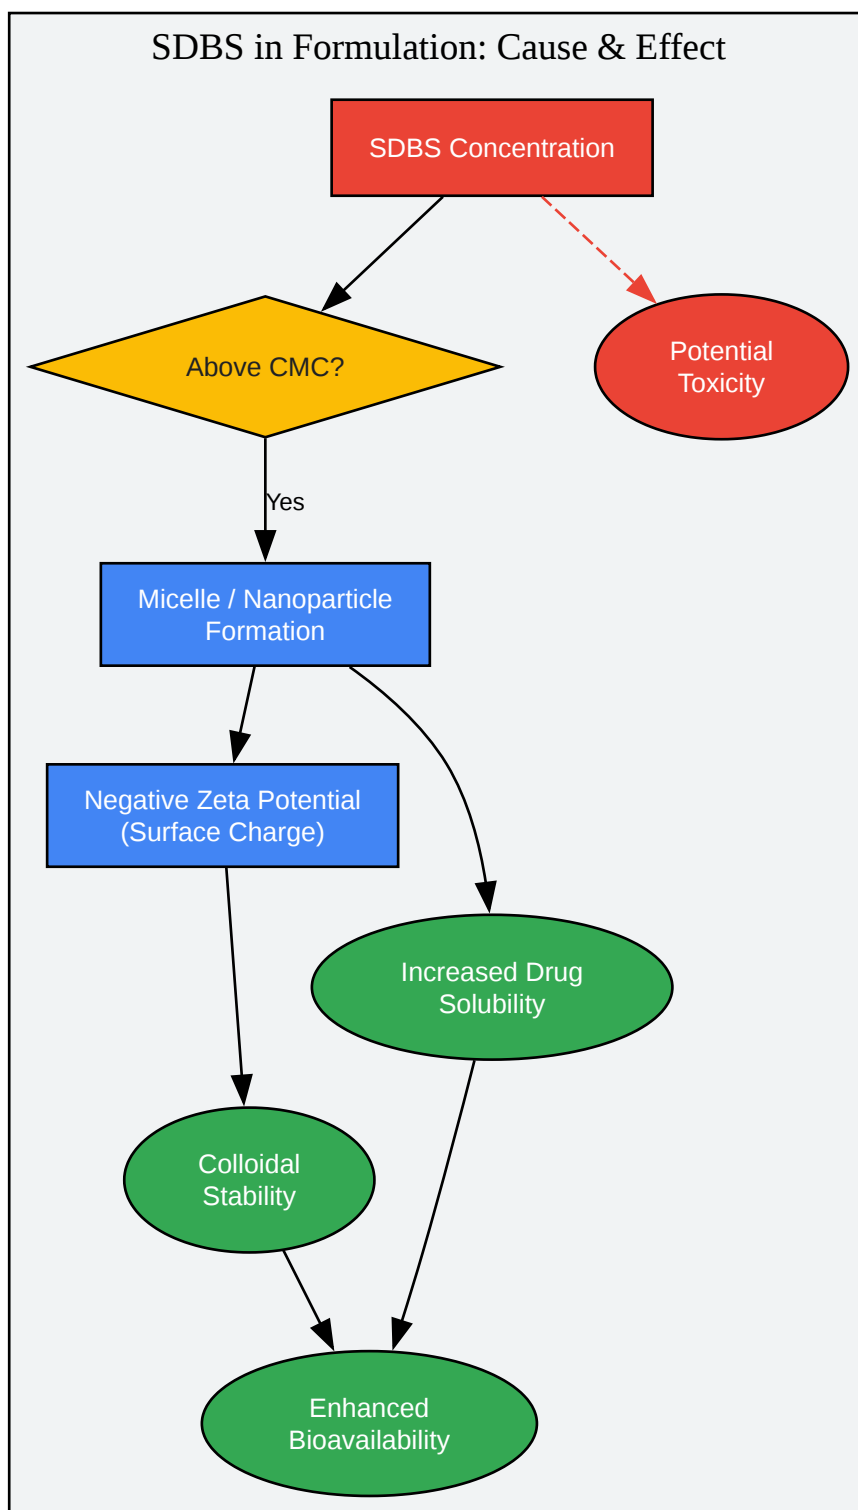 SDBS in Formulation: Cause & Effect
SDBS Concentration
Above CMC?
Potential
Toxicity
Yes
Micelle / Nanoparticle
Formation
Negative Zeta Potential
(Surface Charge)
Increased Drug
Solubility
Colloidal
Stability
Enhanced
Bioavailability